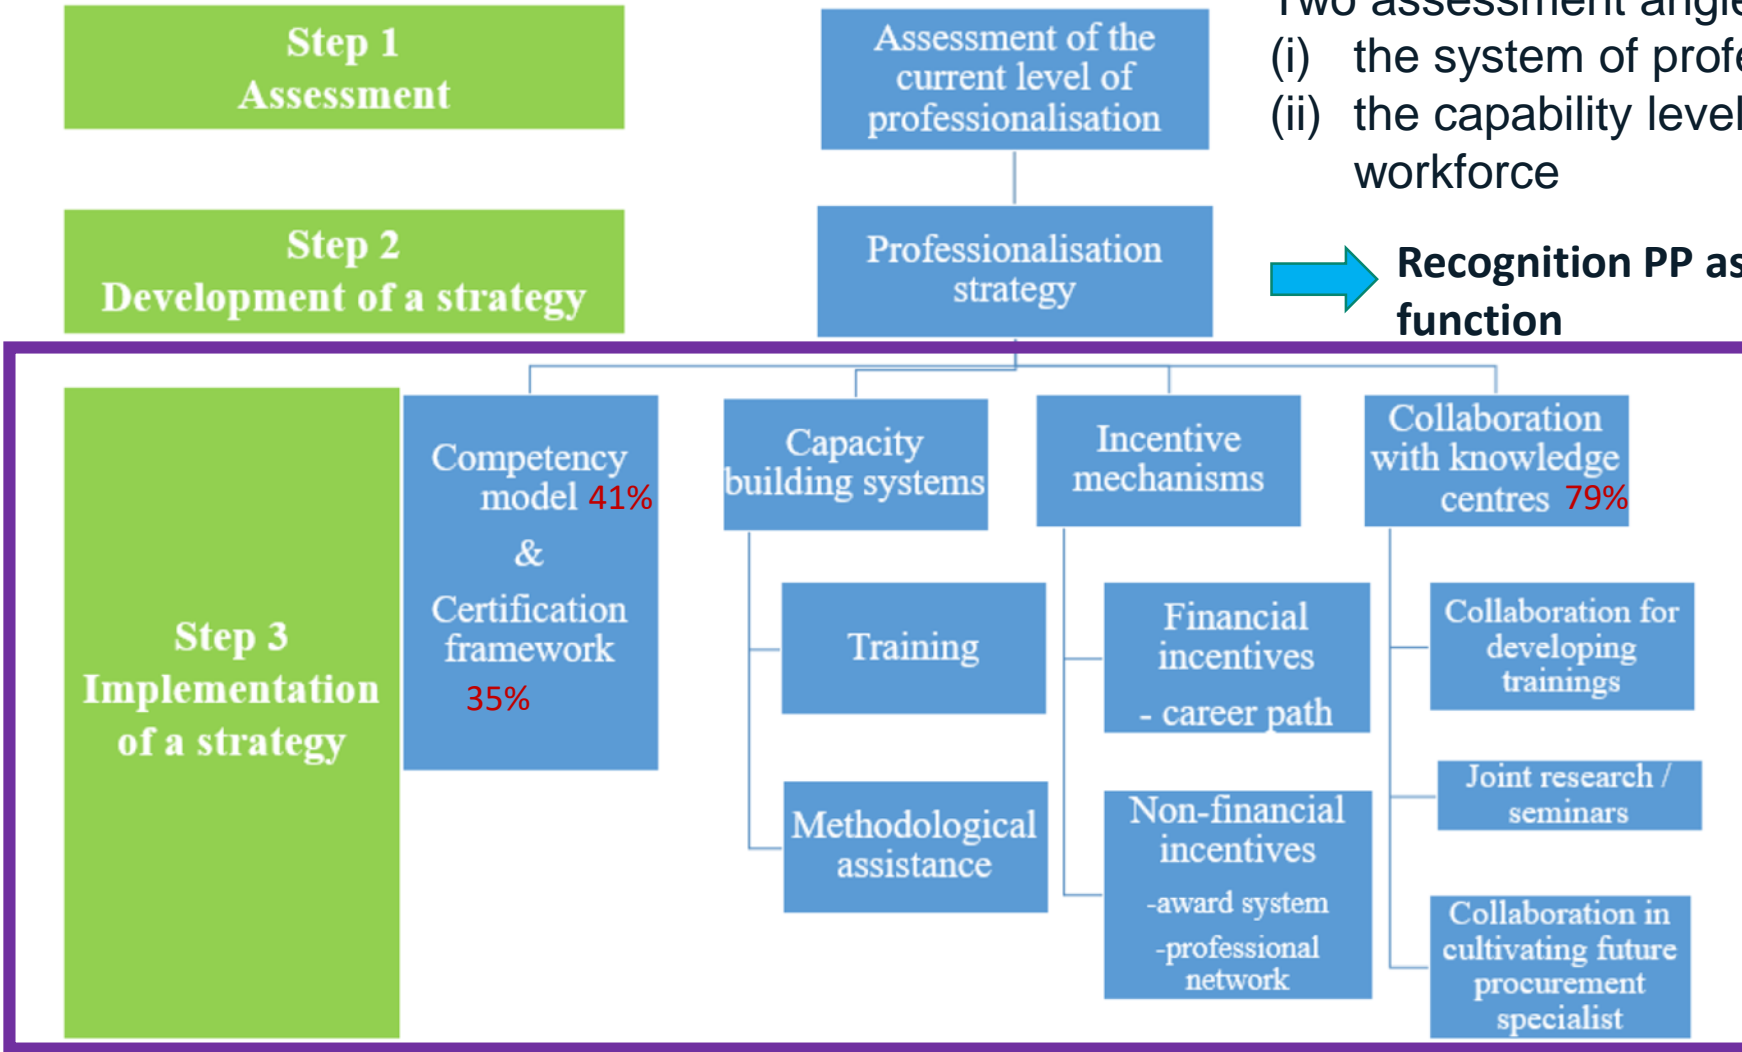 Step 1
Assessment
Assessment of the
current level of
professionalisation
Two assessment
(i) the system of
(ii) the capability
workforce
Step 2
Development of a strategy
Professionalisation
strategy
Recognition PP as
function
Step 3
Implementation
of a strategy
Competency
model 41%
&
Certification
framework
35%
Capacity
building systems
Training
Methodological
assistance
Incentive
mechanisms
Financial
incentives
- career path
Non-financial
incentives
-award system
-professional
network
Collaboration
with knowledge
centres 79%
Collaboration for
developing
trainings
Joint research /
seminars
Collaboration in
cultivating future
procurement
specialist